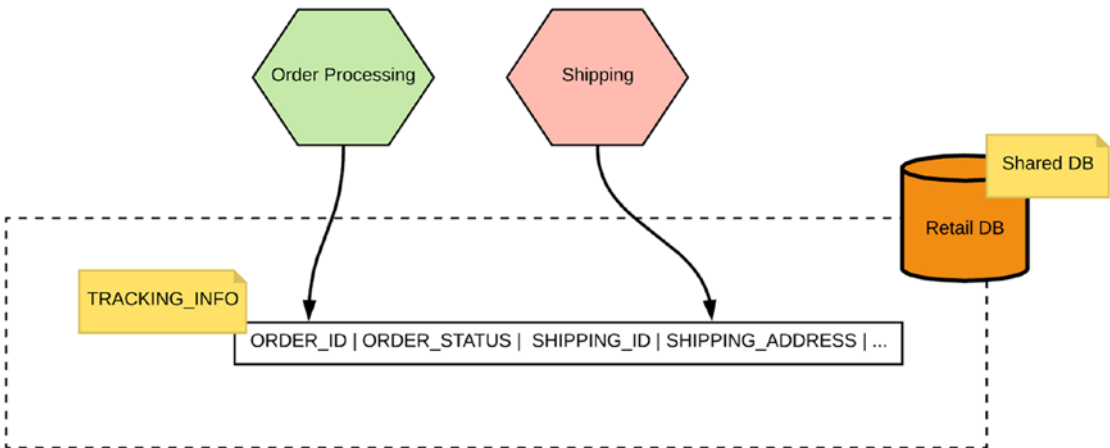 Order Processing
Shipping
Shared DB
Retail DB
TRACKING_INFO
ORDER_ID | ORDER_STATUS | SHIPPING_ID | SHIPPING_ADDRESS | ...